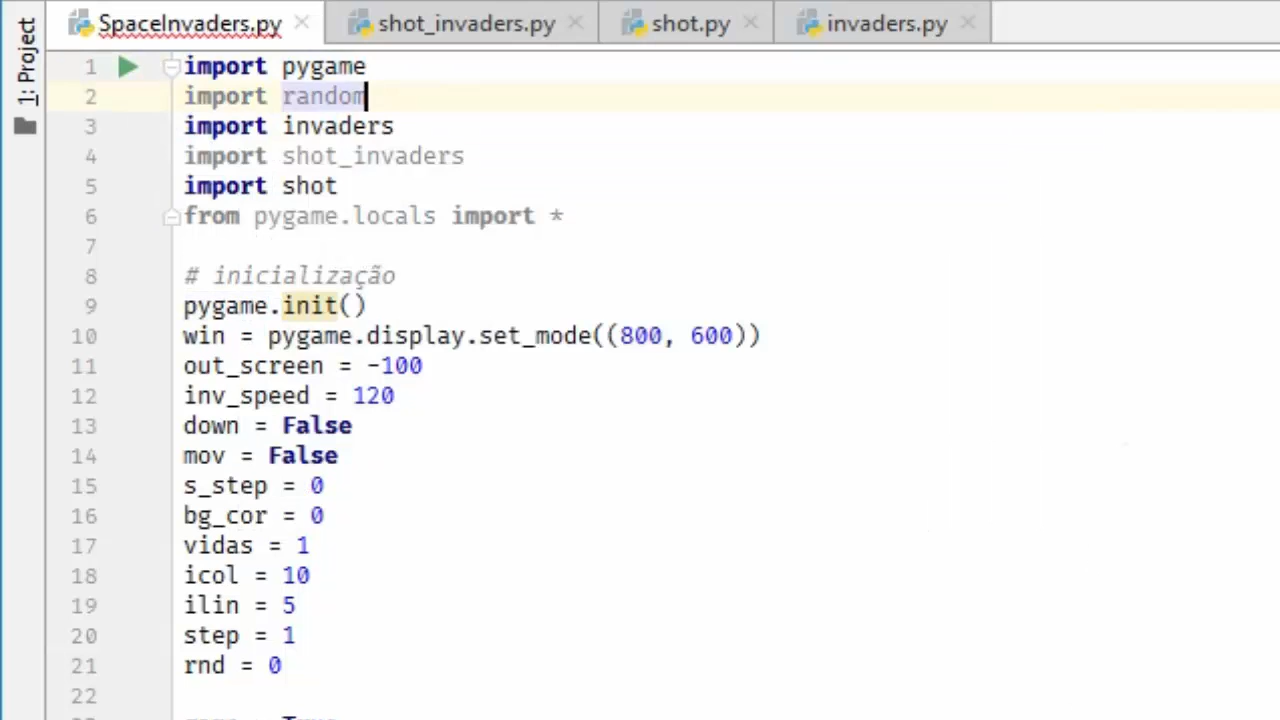 SpaceInvaders.py shot_invaders.py shot.py invaders.py
1: Project
1 import pygame
2 import random
3 import invaders
4 import shot_invaders
5 import shot
6 from pygame.locals import *
7
8 # inicialização
9 pygame.init()
10 win = pygame.display.set_mode((800, 600))
11 out_screen = -100
12 inv_speed = 120
13 down = False
14 mov = False
15 s_step = 0
16 bg_cor = 0
17 vidas = 1
18 icol = 10
19 ilin = 5
20 step = 1
21 rnd = 0
22